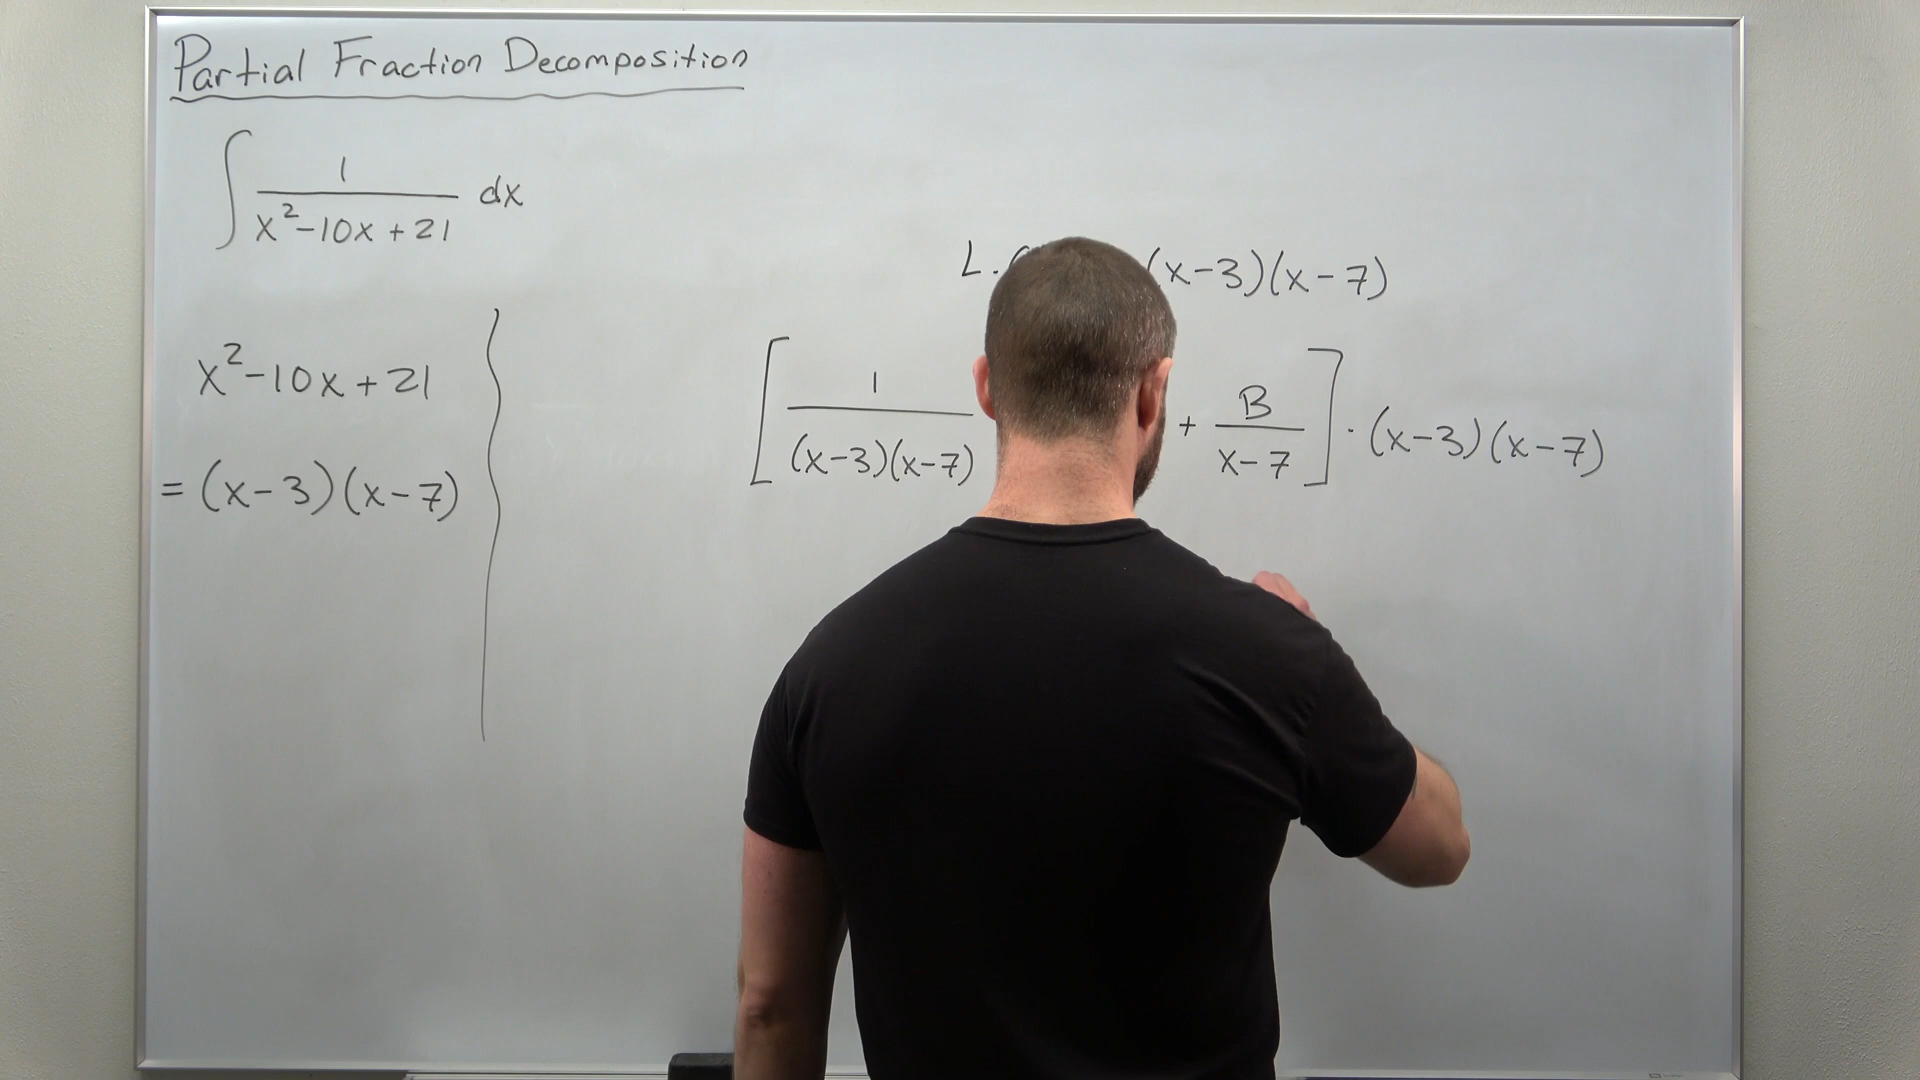 Partial Fraction Decomposition
∫ 1/(x²-10x+21) dx
L. (x-3)(x-7)
x²-10x+21
= (x-3)(x-7)
[ 1/((x-3)(x-7)) + B/(x-7) ] · (x-3)(x-7)